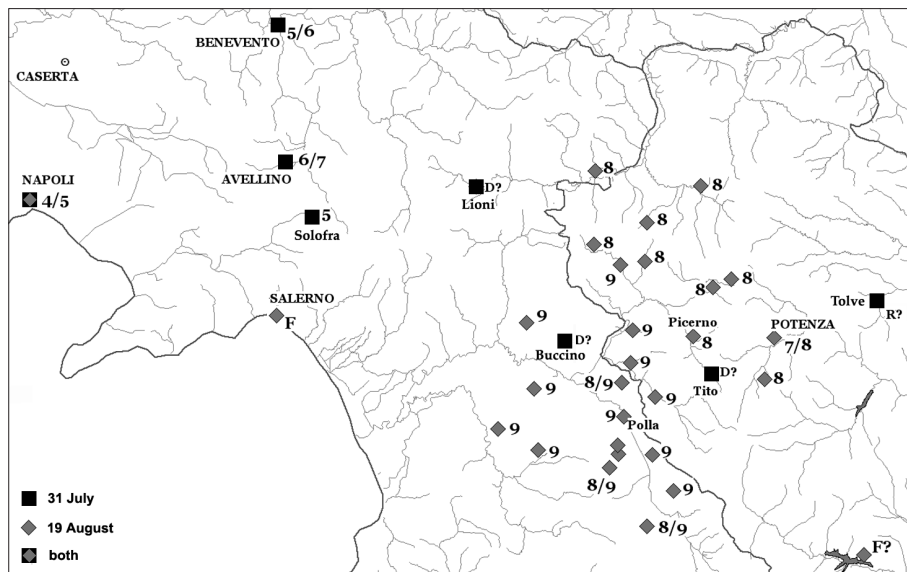 BENEVENTO
5/6
CASERTA
6/7
AVELLINO
8
NAPOLI
4/5
D?
Lioni
8
8
5
Solofra
8
9
8
8
8
Tolve
R?
SALERNO
F
9
9
Picerno
8
POTENZA
7/8
D?
Buccino
9
8/9
D?
Tito
8
9
9
9
Polla
9
9
9
8/9
9
31 July
19 August
8/9
both
F?